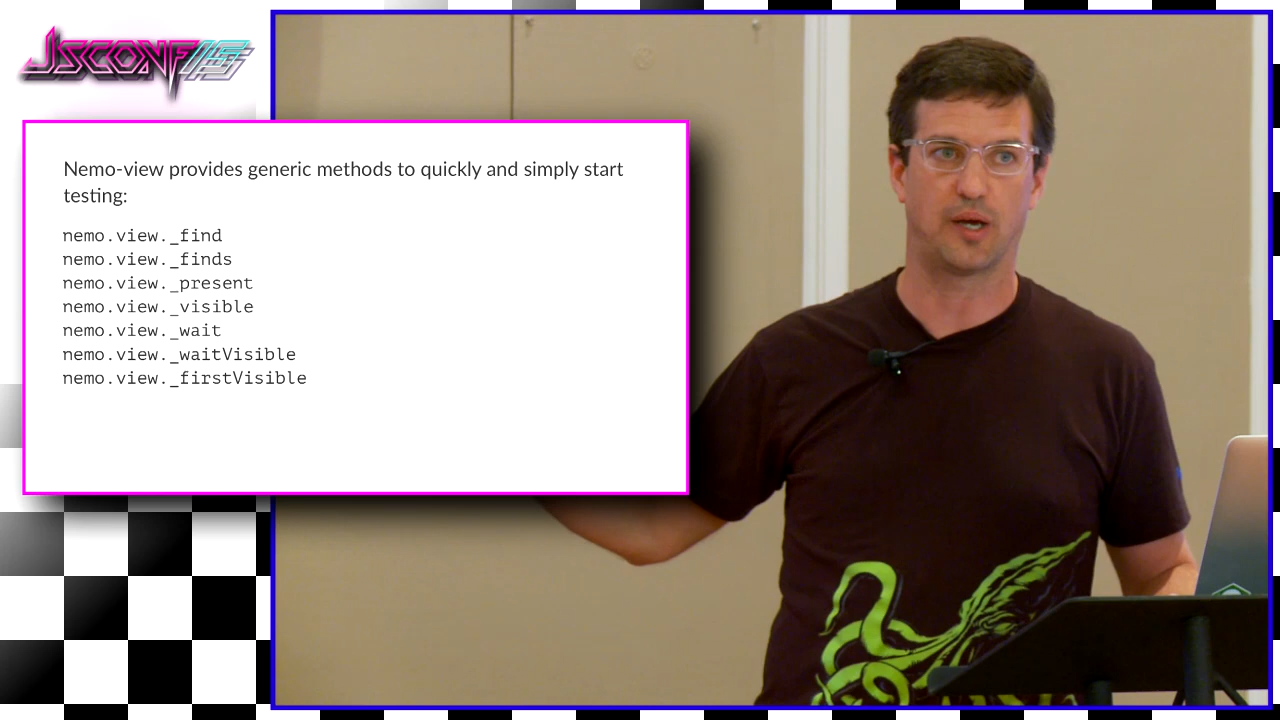 JSCONF15
Nemo-view provides generic methods to quickly and simply start
testing:
nemo.view._find
nemo.view._finds
nemo.view._present
nemo.view._visible
nemo.view._wait
nemo.view._waitVisible
nemo.view._firstVisible